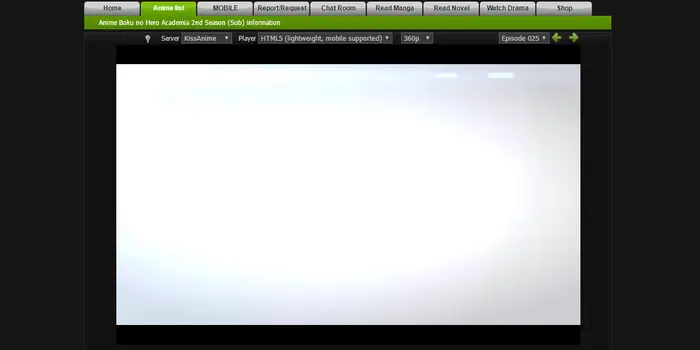 Home Anime list MOBILE Report/Request Chat Room Read Manga Read Novel Watch Drama Shop
Anime Boku no Hero Academia 2nd Season (Sub) information
Server KissAnime Player HTML5 (lightweight, mobile supported) 360p Episode 025